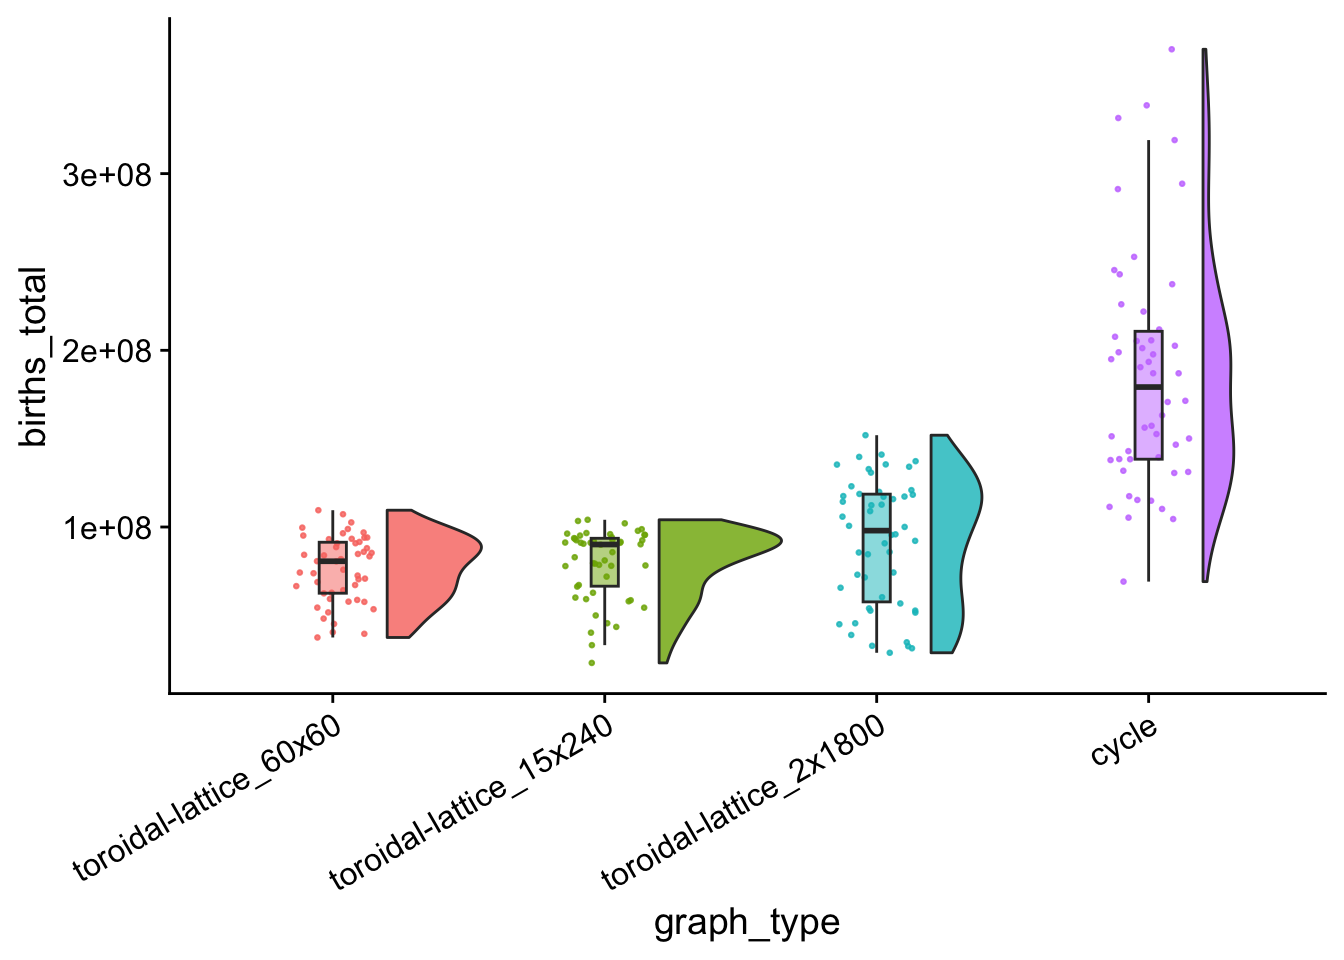 births_total
3e+08
2e+08
1e+08
toroidal-lattice_60x60
toroidal-lattice_15x240
toroidal-lattice_2x1800
cycle
graph_type